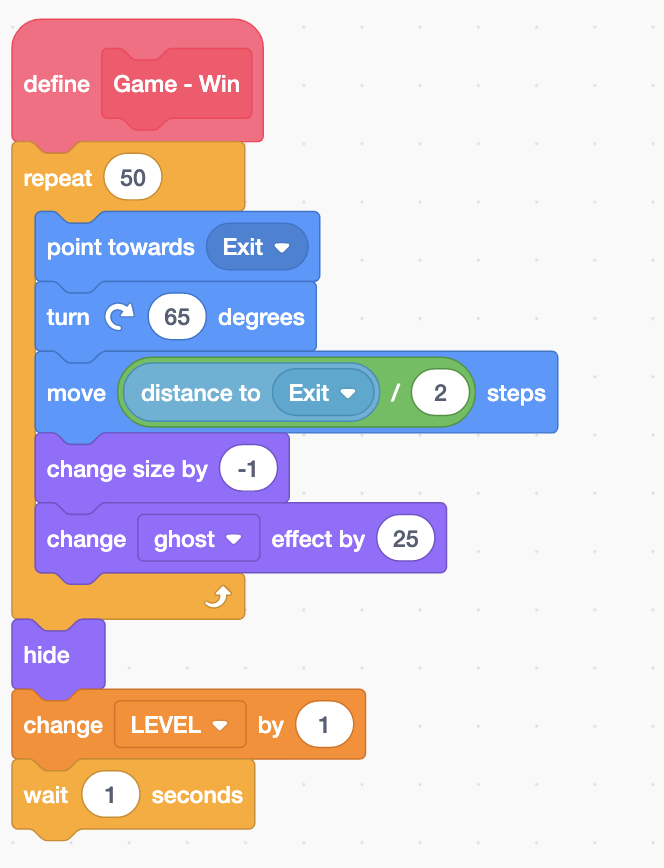 define Game - Win
repeat 50
point towards Exit
turn 65 degrees
move distance to Exit / 2 steps
change size by -1
change ghost effect by 25
hide
change LEVEL by 1
wait 1 seconds